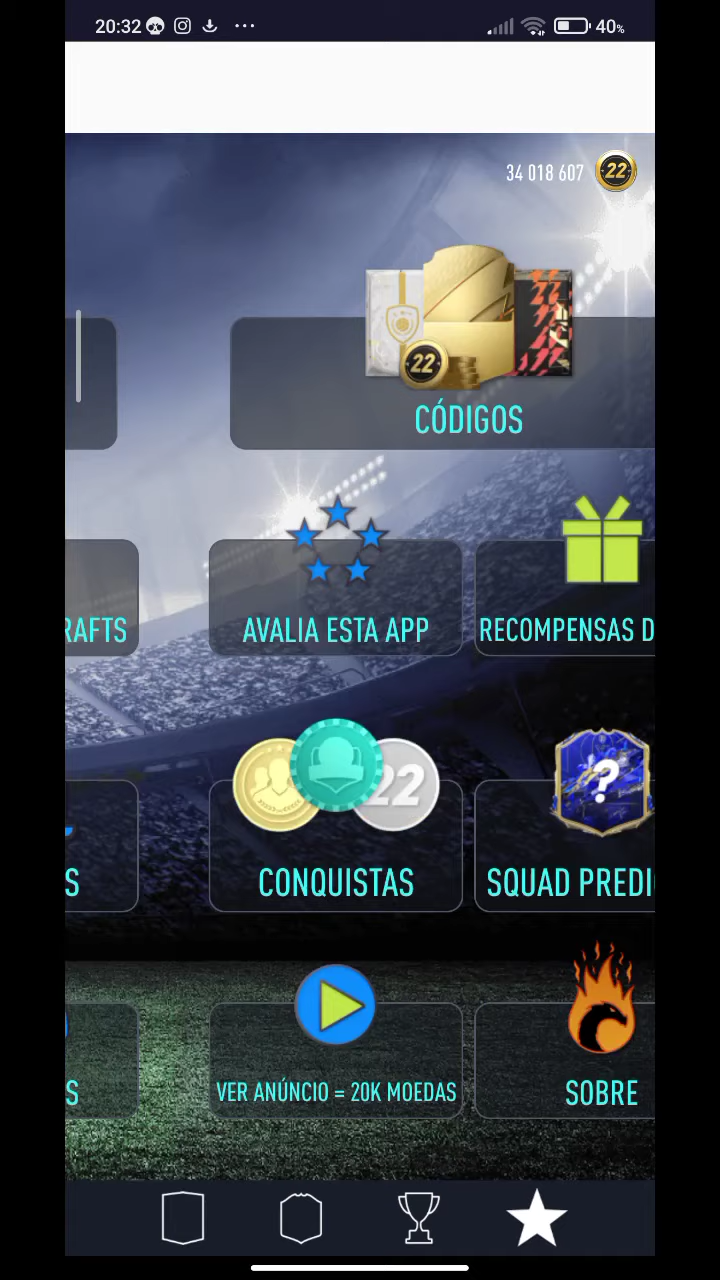 20:32
40%
34 018 607
22
22
CÓDIGOS
RAFTS
AVALIA ESTA APP
RECOMPENSAS D
22
?
S
CONQUISTAS
SQUAD PREDI
S
VER ANÚNCIO = 20K MOEDAS
SOBRE